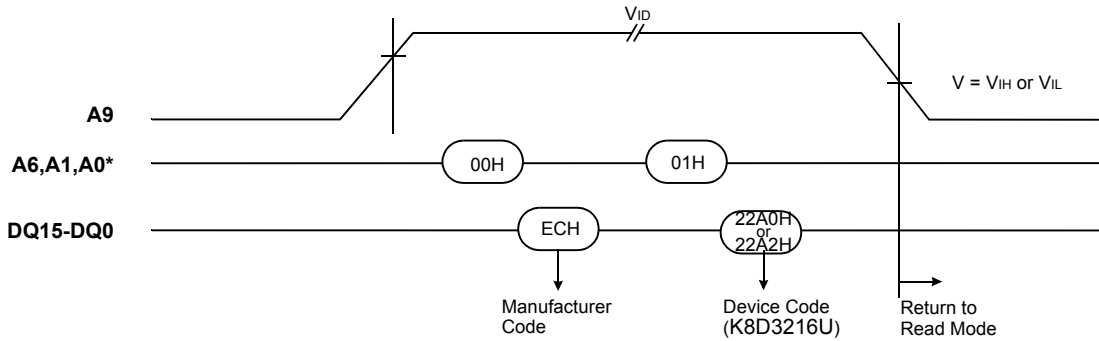 VID
V = VIH or VIL
A9
A6,A1,A0*
00H
01H
DQ15-DQ0
ECH
22A0H
or
22A2H
Manufacturer
Code
Device Code
(K8D3216U)
Return to
Read Mode